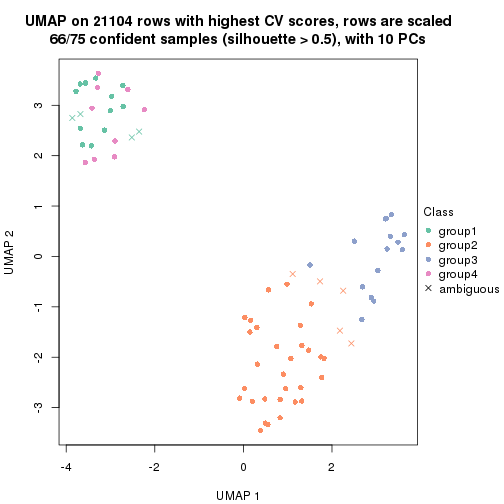 UMAP on 21104 rows with highest CV scores, rows are scaled
66/75 confident samples (silhouette > 0.5), with 10 PCs
3
2
1
0
-1
-2
-3
UMAP 2
-4
-2
0
2
UMAP 1
Class
group1
group2
group3
group4
ambiguous